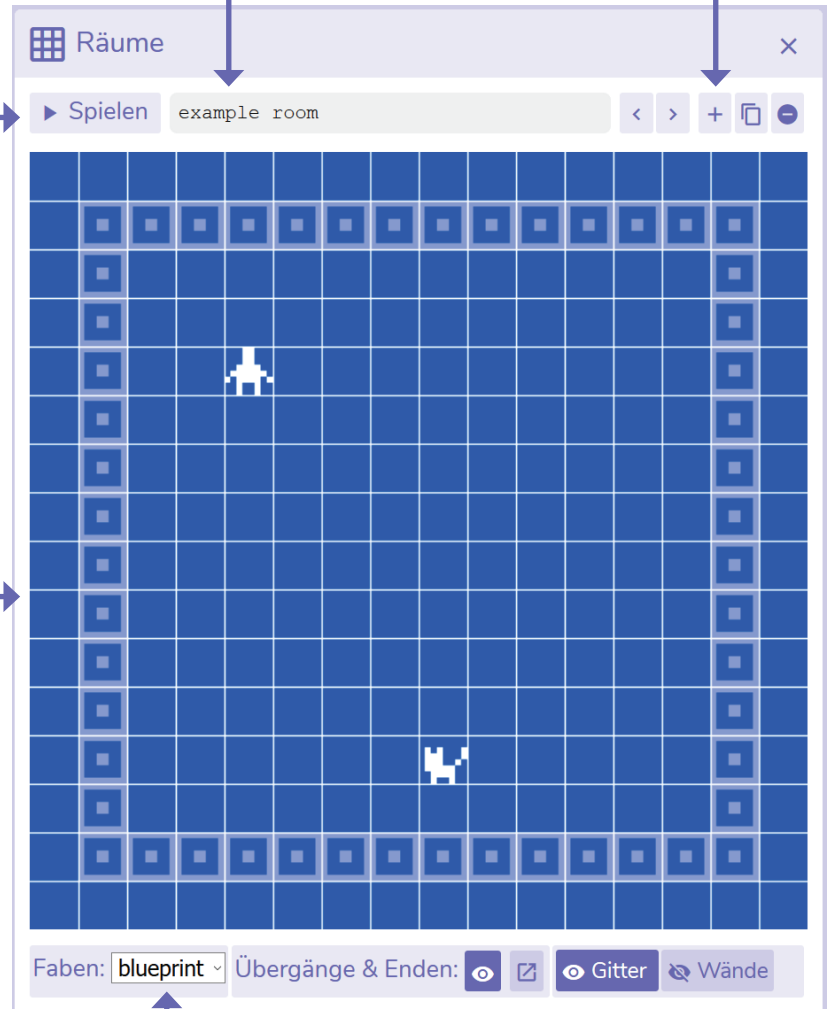 Räume
Spielen
example room
Faben: blueprint Übergänge & Enden: Gitter Wände